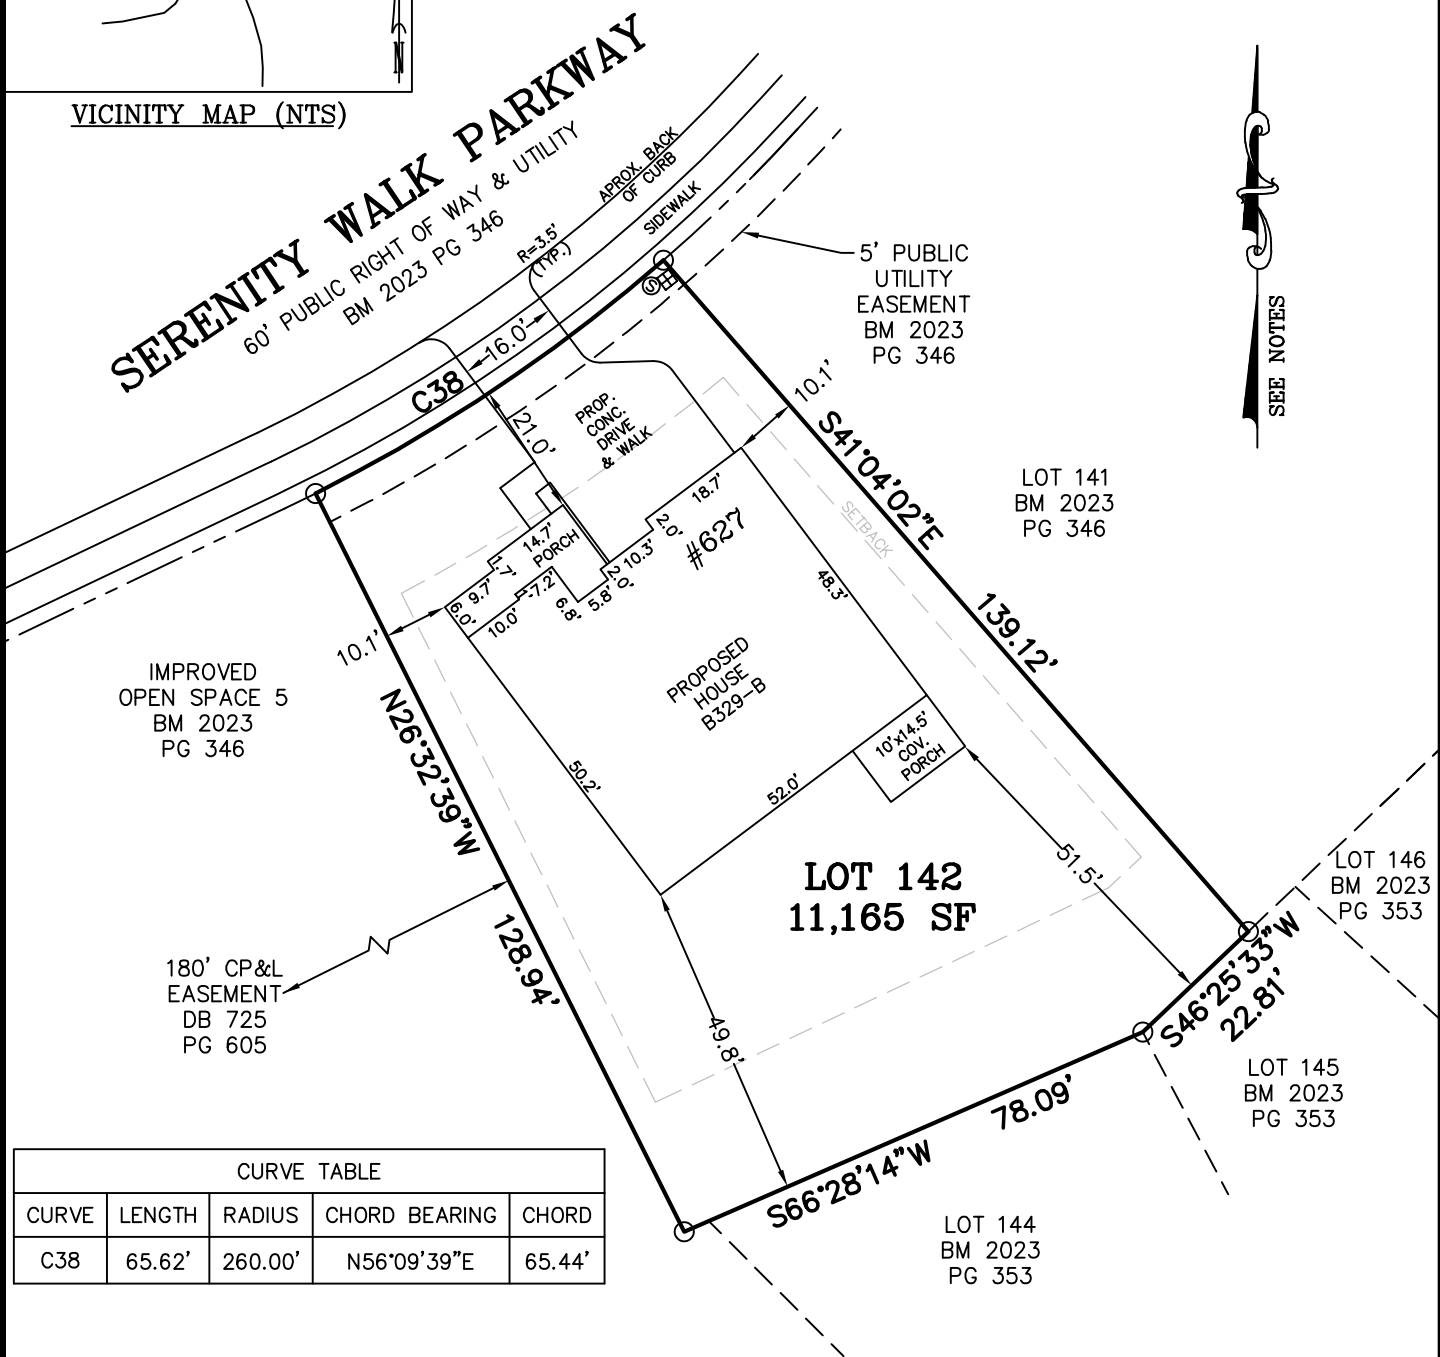 N
VICINITY MAP (NTS)
SERENITY WALK PARKWAY
60' PUBLIC RIGHT OF WAY & UTILITY
BM 2023 PG 346
APROX. BACK
OF CURB
SIDEWALK
R=3.5'
(TYP.)
S
5' PUBLIC
UTILITY
EASEMENT
BM 2023
PG 346
SEE NOTES
C38
16.0'
21.0'
PROP.
CONC.
DRIVE
& WALK
10.1'
S41°04'02"E
139.12'
SETBACK
LOT 141
BM 2023
PG 346
18.7'
2.0'
10.3'
2.0'
#627
14.7'
PORCH
1.7'
9.7'
6.0'
10.0'
7.2'
6.8'
5.8'
48.3'
10.1'
IMPROVED
OPEN SPACE 5
BM 2023
PG 346
N26°32'39"W
128.94'
PROPOSED
HOUSE
B329-B
10'x14.5'
COV.
PORCH
50.2'
52.0'
51.5'
49.8'
LOT 142
11,165 SF
LOT 146
BM 2023
PG 353
S46°25'33"W
22.81'
180' CP&L
EASEMENT
DB 725
PG 605
LOT 145
BM 2023
PG 353
78.09'
S66°28'14"W
LOT 144
BM 2023
PG 353
CURVE TABLE
CURVE LENGTH RADIUS CHORD BEARING CHORD
C38 65.62' 260.00' N56°09'39"E 65.44'